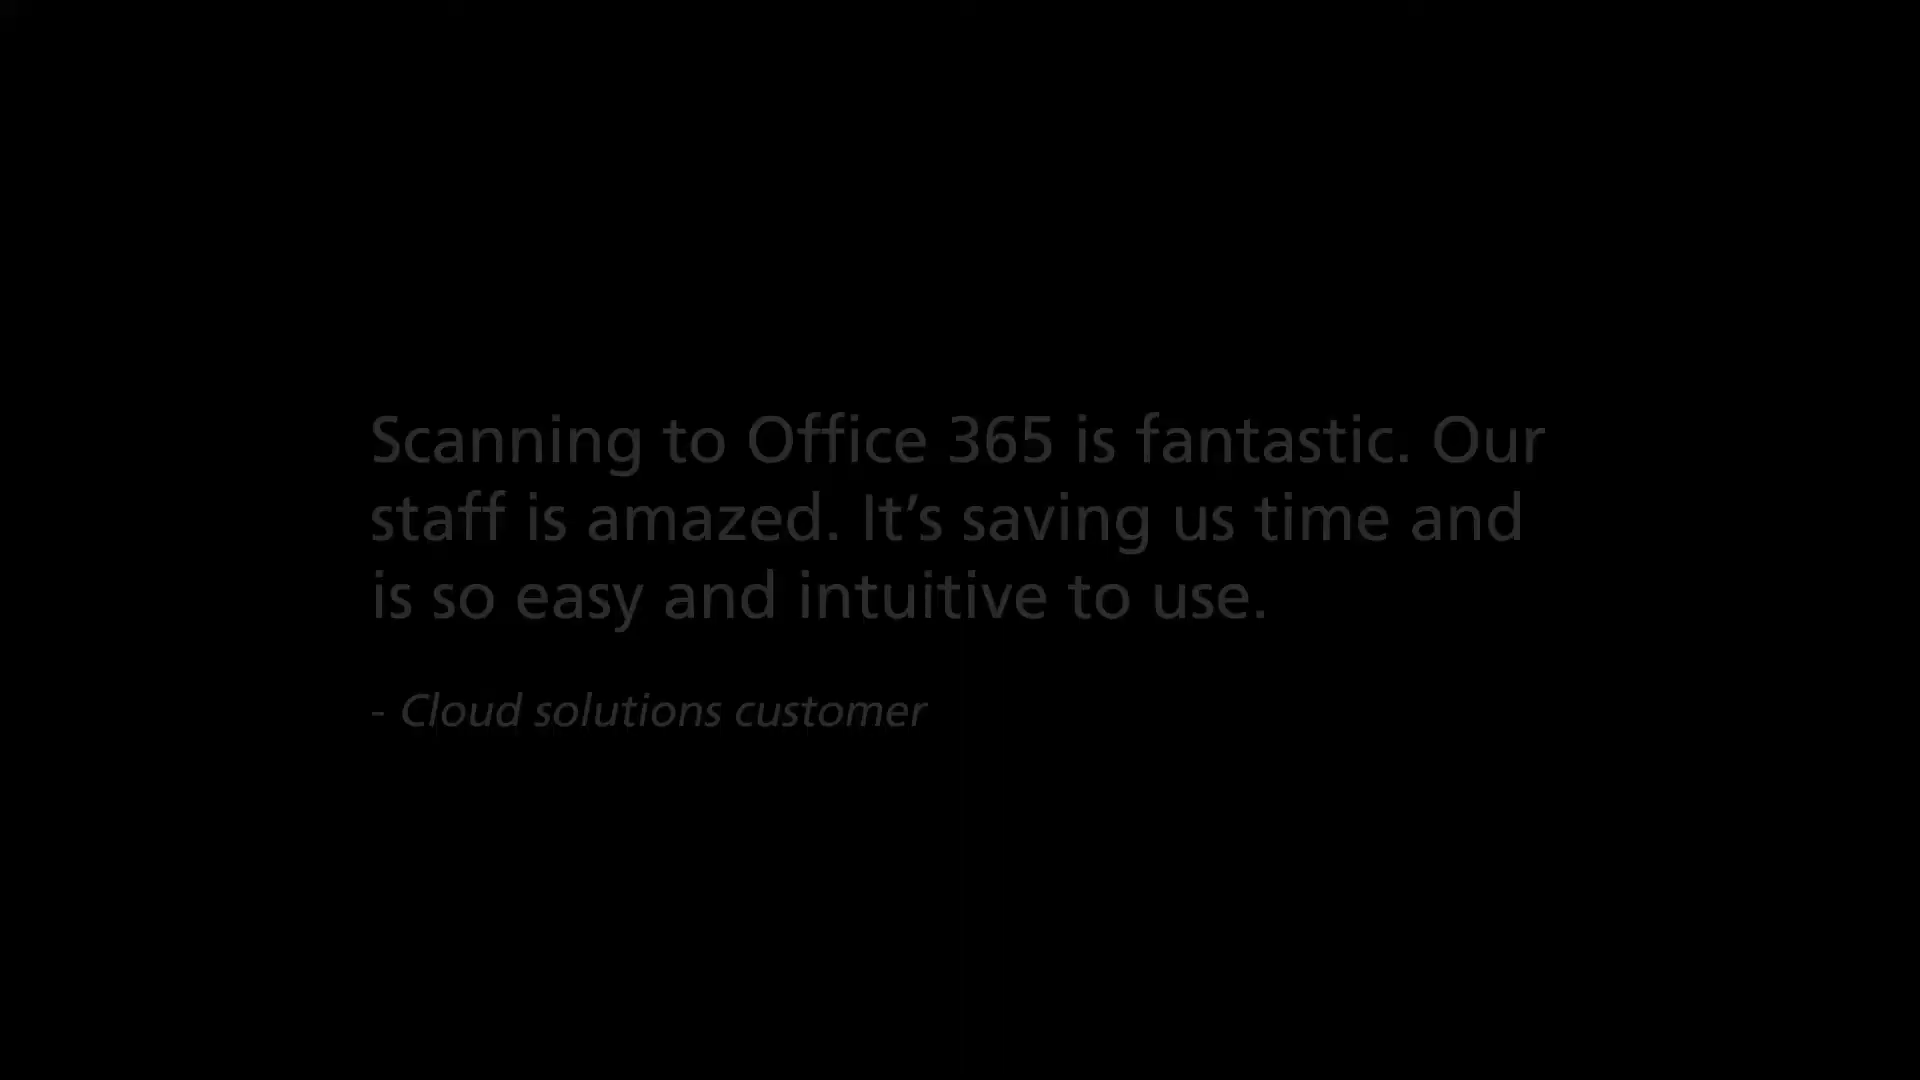 Scanning to Office 365 is fantastic. Our
staff is amazed. It’s saving us time and
is so easy and intuitive to use.
- Cloud solutions customer